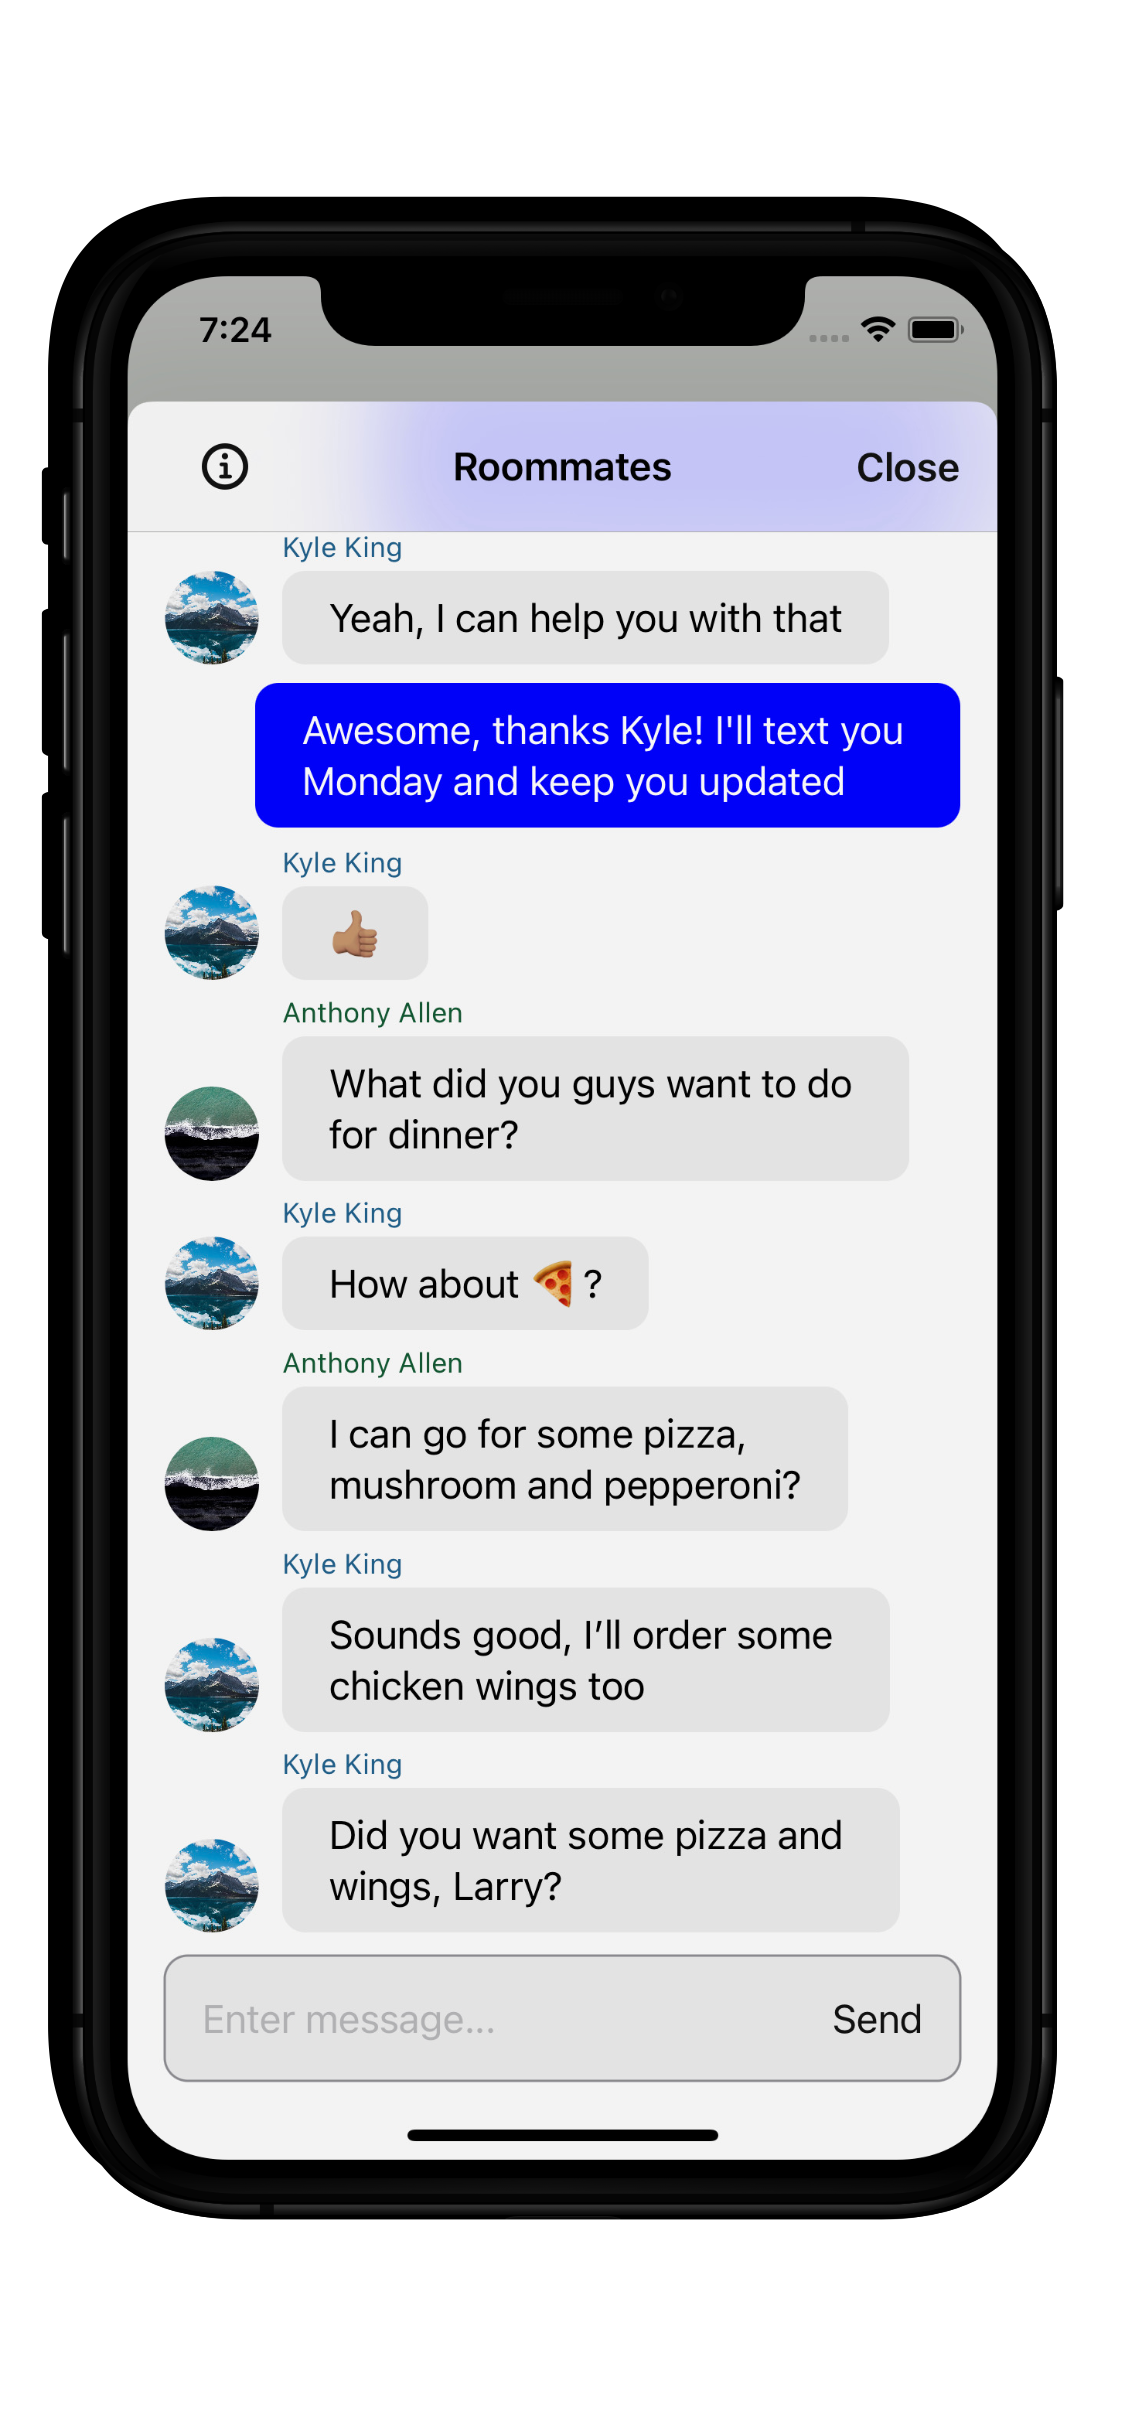 7:24
Roommates
Close
Kyle King
Yeah, I can help you with that
Awesome, thanks Kyle! I'll text you
Monday and keep you updated
Kyle King
👍🏽
Anthony Allen
What did you guys want to do
for dinner?
Kyle King
How about 🍕?
Anthony Allen
I can go for some pizza,
mushroom and pepperoni?
Kyle King
Sounds good, I’ll order some
chicken wings too
Kyle King
Did you want some pizza and
wings, Larry?
Enter message...
Send